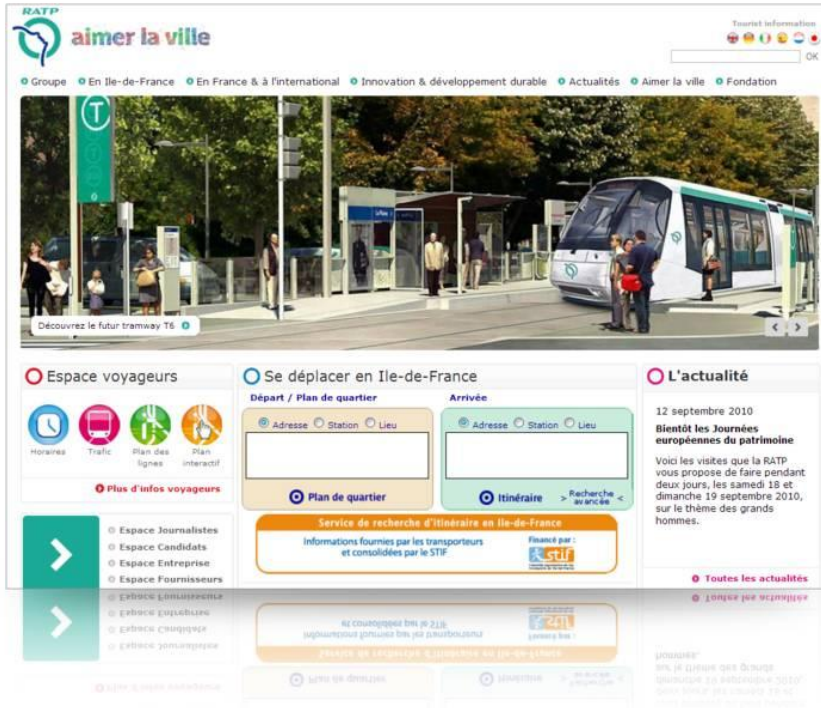 RATP
aimer la ville
Tourist information
OK
Groupe En Ile-de-France En France & à l'international Innovation & développement durable Actualités Aimer la ville Fondation
T
Découvrez le futur tramway T6
< >
Espace voyageurs
Horaires
Trafic
Plan des
lignes
Plan
interactif
Plus d'infos voyageurs
Espace Journalistes
Espace Candidats
Espace Entreprise
Espace Fournisseurs
Se déplacer en Ile-de-France
Départ / Plan de quartier
Adresse Station Lieu
Plan de quartier
Arrivée
Adresse Station Lieu
Itinéraire
> Recherche
avancée <
Service de recherche d'itinéraire en Ile-de-France
Informations fournies par les transporteurs
et consolidées par le STIF
Financé par :
stif
L'actualité
12 septembre 2010
Bientôt les Journées
européennes du patrimoine
Voici les visites que la RATP
vous propose de faire pendant
deux jours, les samedi 18 et
dimanche 19 septembre 2010,
sur le thème des grands
hommes.
Toutes les actualités